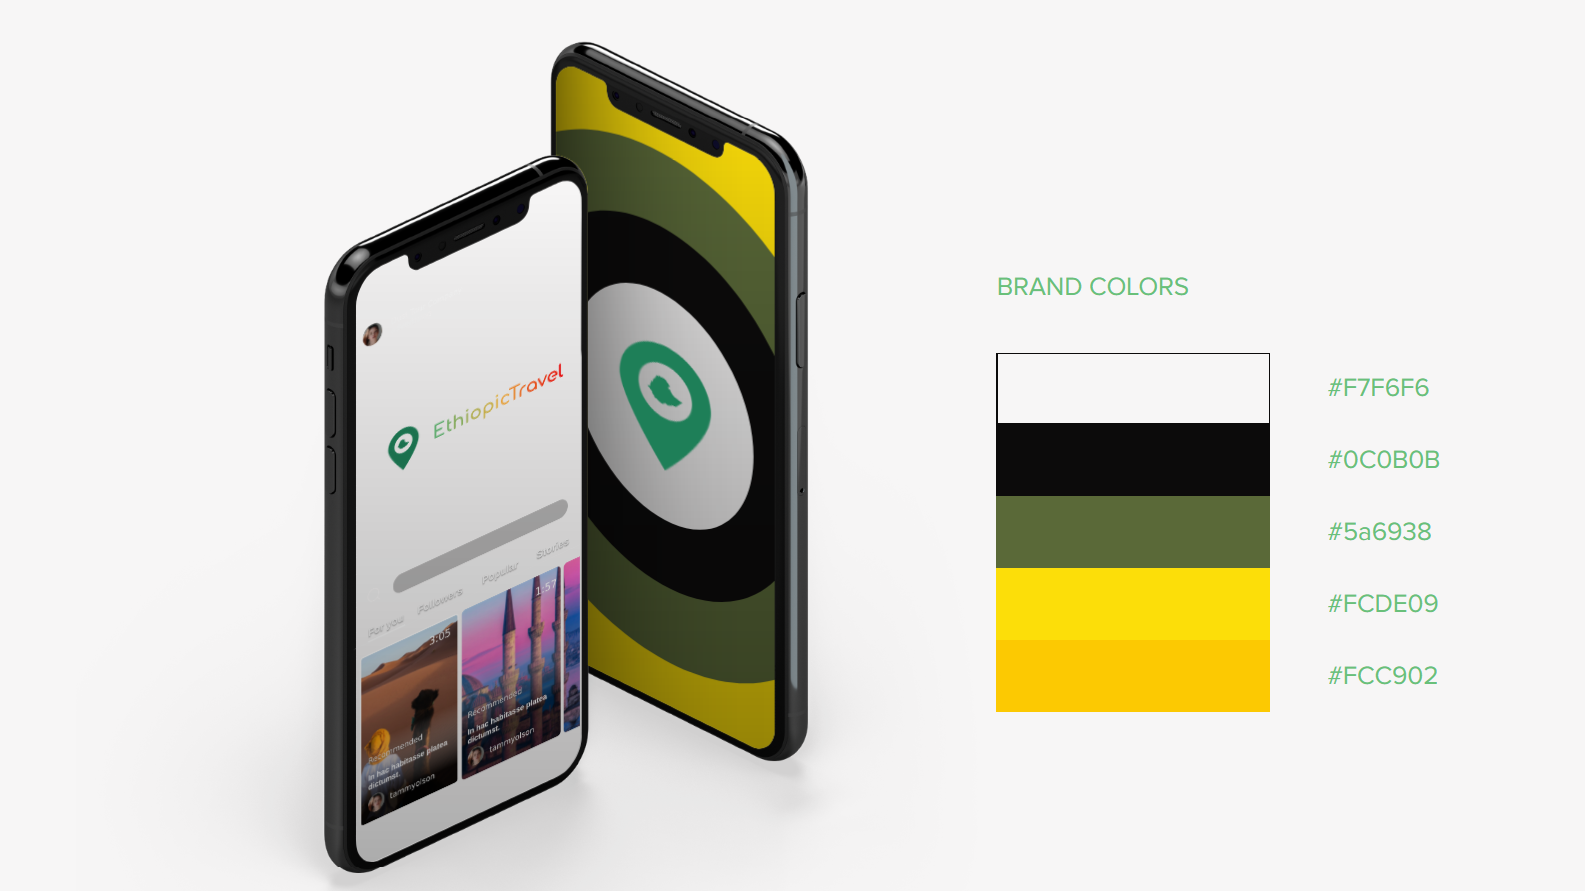 EthiopicTravel
For you
Followers
Popular
Stories
3:05
Recommended
In hac habitasse platea
dictumst.
tammyolson
1:57
Recommended
In hac habitasse platea
dictumst.
tammyolson
BRAND COLORS
#F7F6F6
#0C0B0B
#5a6938
#FCDE09
#FCC902